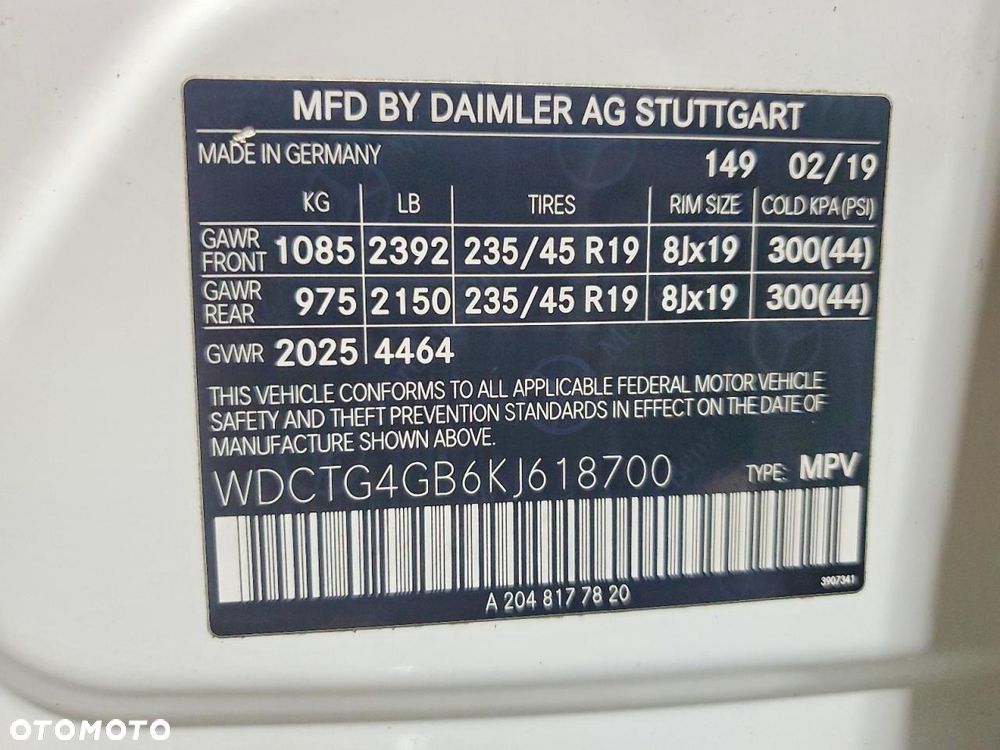 MFD BY DAIMLER AG STUTTGART
MADE IN GERMANY 149 02/19
KG LB TIRES RIM SIZE COLD KPA (PSI)
GAWR FRONT 1085 2392 235/45 R19 8Jx19 300(44)
GAWR REAR 975 2150 235/45 R19 8Jx19 300(44)
GVWR 2025 4464
THIS VEHICLE CONFORMS TO ALL APPLICABLE FEDERAL MOTOR VEHICLE
SAFETY AND THEFT PREVENTION STANDARDS IN EFFECT ON THE DATE OF
MANUFACTURE SHOWN ABOVE.
WDCTG4GB6KJ618700 TYPE: MPV
3907341
A 204 817 78 20
OTOMOTO